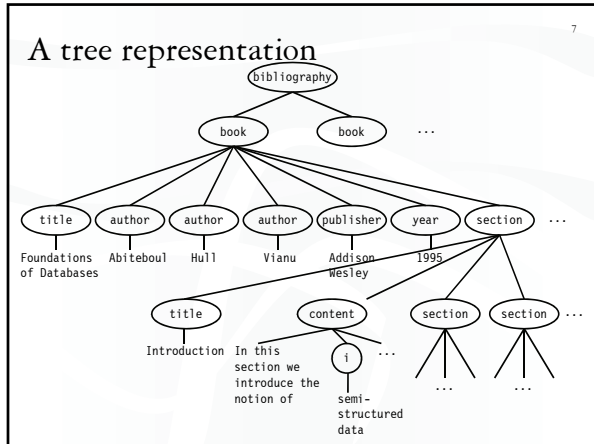 7
A tree representation
bibliography
book
book
...
title
author
author
author
publisher
year
section
...
Foundations
of Databases
Abiteboul
Hull
Vianu
Addison
Wesley
1995
title
content
section
section
...
Introduction
In this
section we
introduce the
notion of
i
...
semi-
structured
data
...
...